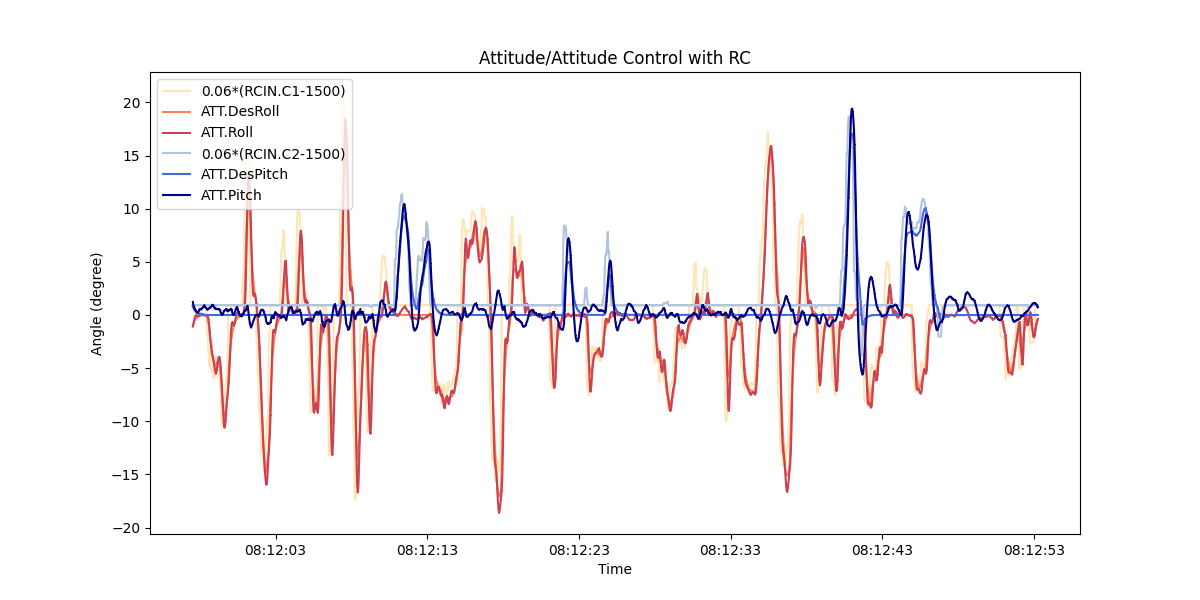 Attitude/Attitude Control with RC
0.06*(RCIN.C1-1500)
ATT.DesRoll
ATT.Roll
0.06*(RCIN.C2-1500)
ATT.DesPitch
ATT.Pitch
20
15
10
5
0
−5
−10
−15
−20
Angle (degree)
08:12:03 08:12:13 08:12:23 08:12:33 08:12:43 08:12:53
Time